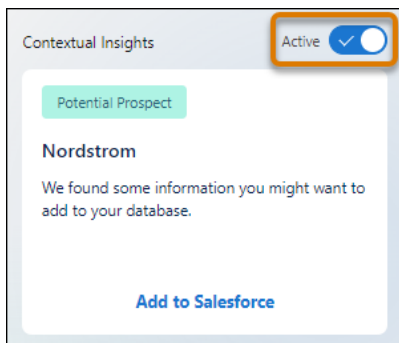 Contextual Insights
Active
Potential Prospect
Nordstrom
We found some information you might want to
add to your database.
Add to Salesforce